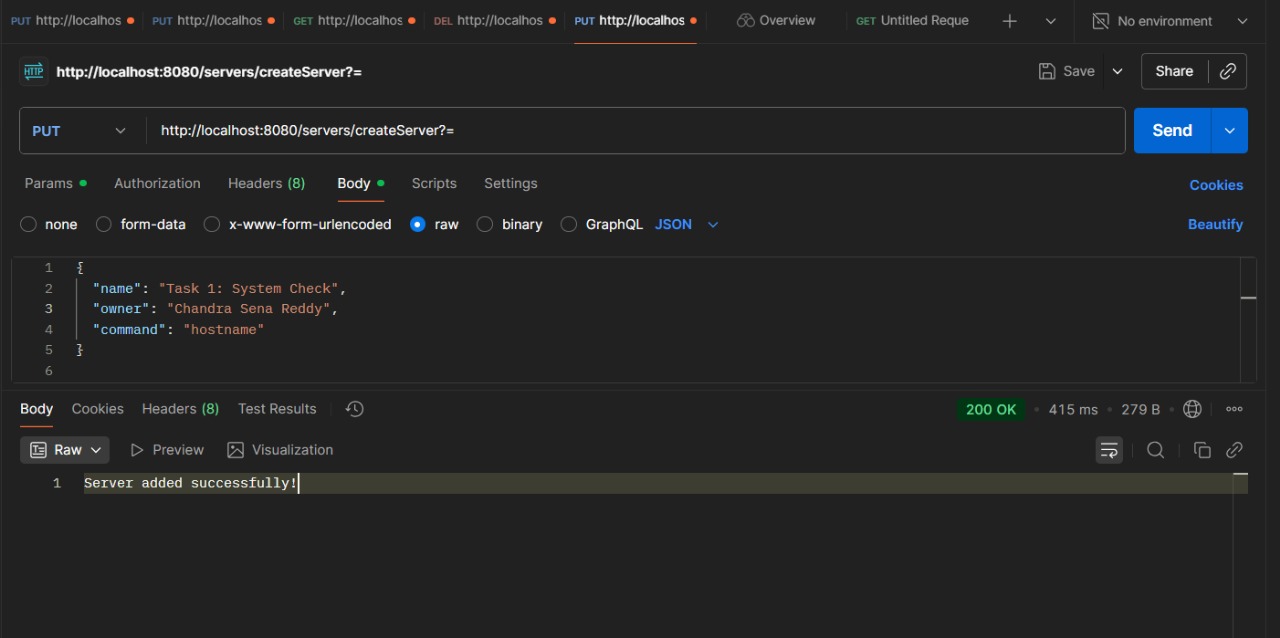 PUT http://localhos PUT http://localhos GET http://localhos DEL http://localhos PUT http://localhos Overview GET Untitled Reque No environment
HTTP http://localhost:8080/servers/createServer?= Save Share
PUT http://localhost:8080/servers/createServer?= Send
Params Authorization Headers (8) Body Scripts Settings Cookies
none form-data x-www-form-urlencoded raw binary GraphQL JSON Beautify
1 {
2 "name": "Task 1: System Check",
3 "owner": "Chandra Sena Reddy",
4 "command": "hostname"
5 }
6
Body Cookies Headers (8) Test Results 200 OK 415 ms 279 B
Raw Preview Visualization
1 Server added successfully!